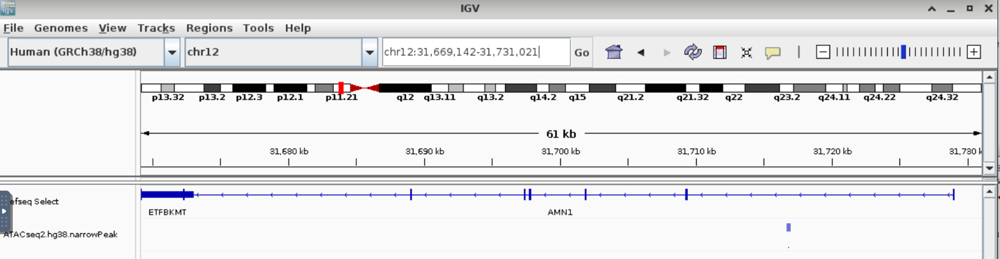 IGV
igv
File Genomes View Tracks Regions Tools Help
Human (GRCh38/hg38) chr12 chr12:31,669,142-31,731,021 Go
p13.32 p13.2 p12.3 p12.1 p11.21 q12 q13.11 q13.2 q14.2 q15 q21.2 q21.32 q22 q23.2 q24.11 q24.22 q24.32
61 kb
31,680 kb 31,690 kb 31,700 kb 31,710 kb 31,720 kb 31,730 k
efseq Select
ETFBKMT AMN1
ATACseq2.hg38.narrowPeak
.